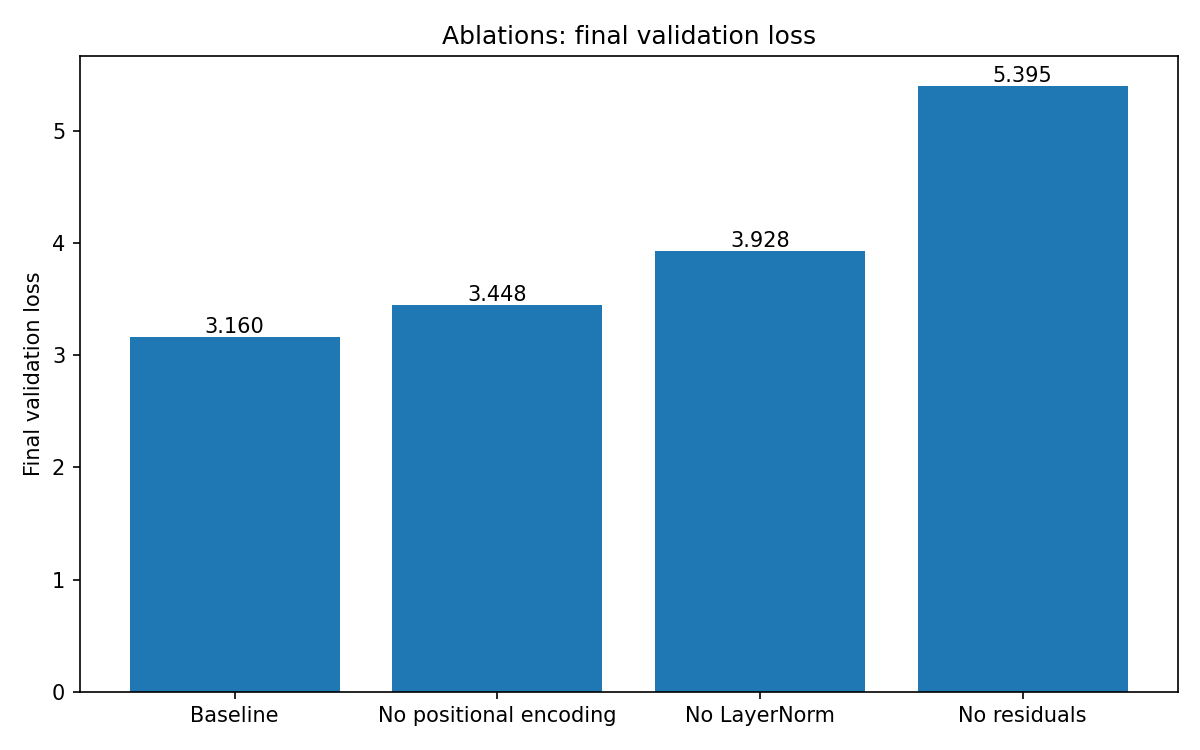 Ablations: final validation loss
Final validation loss
5
4
3
2
1
0
3.160
3.448
3.928
5.395
Baseline
No positional encoding
No LayerNorm
No residuals